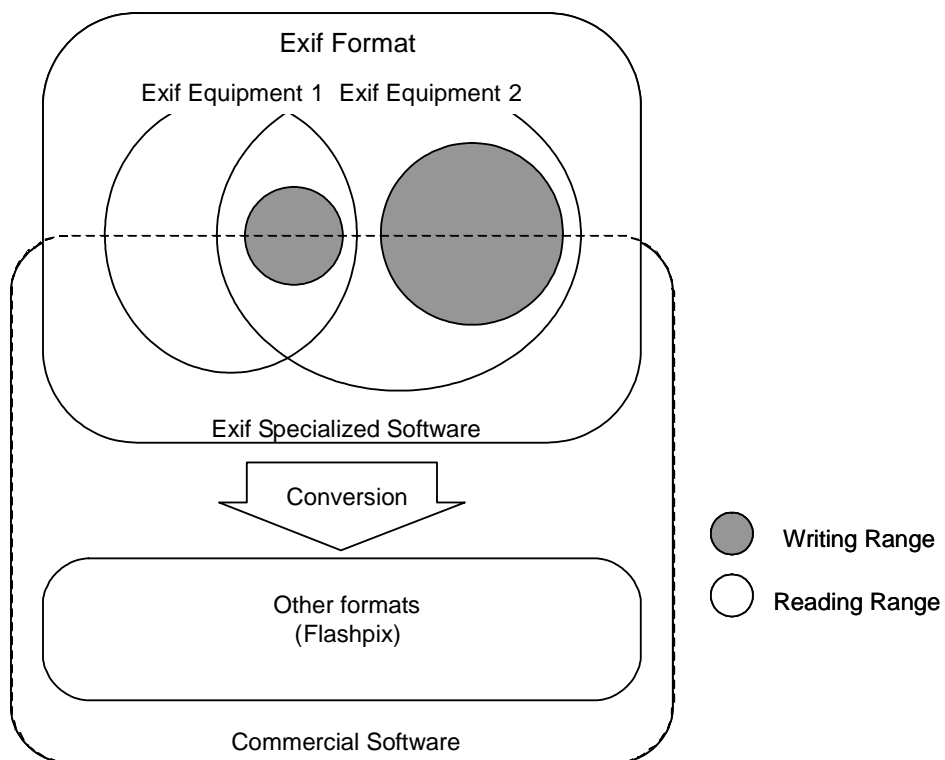 Exif Format
Exif Equipment 1 Exif Equipment 2
Exif Specialized Software
Conversion
Writing Range
Reading Range
Other formats
(Flashpix)
Commercial Software